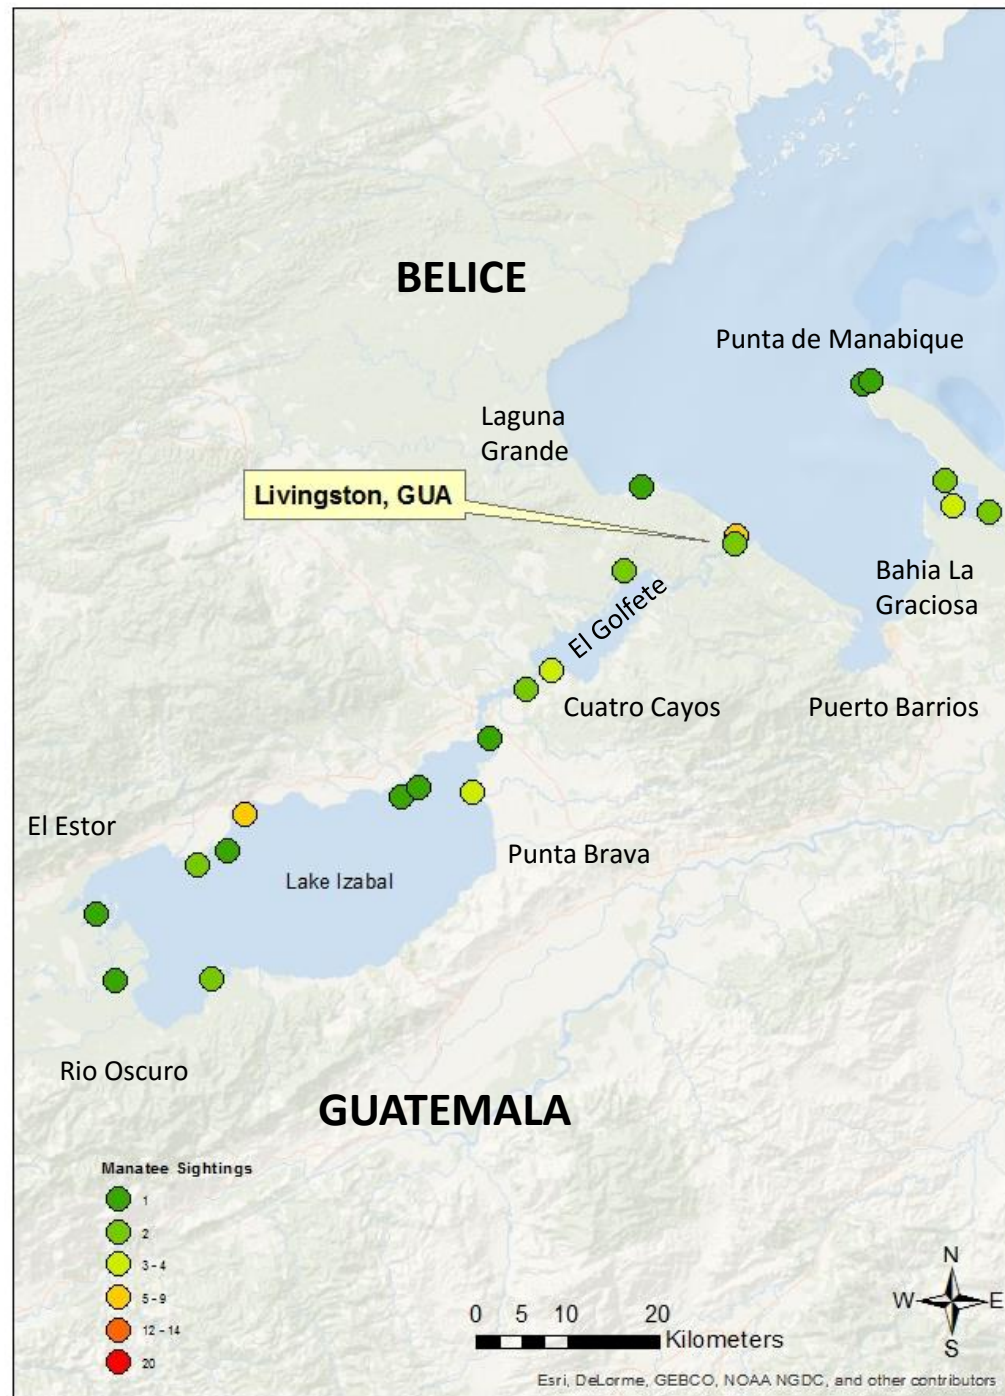 BELICE
Punta de Manabique
Laguna
Grande
Livingston, GUA
Bahia La
Graciosa
El Golfete
Cuatro Cayos
Puerto Barrios
El Estor
Punta Brava
Lake Izabal
Rio Oscuro
GUATEMALA
Manatee Sightings
1
2
3 - 4
5 - 9
12 - 14
20
0 5 10 20
Kilometers
N
W E
S
Esri, DeLorme, GEBCO, NOAA NGDC, and other contributors